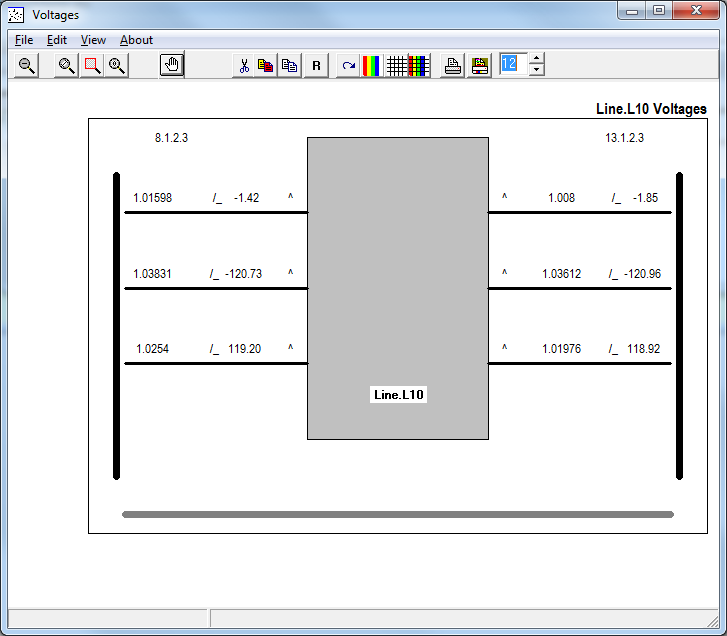 Voltages
File Edit View About
R 12
Line.L10 Voltages
8.1.2.3 13.1.2.3
1.01598 /_ -1.42 ^ ^ 1.008 /_ -1.85
1.03831 /_ -120.73 ^ ^ 1.03612 /_ -120.96
1.0254 /_ 119.20 ^ ^ 1.01976 /_ 118.92
Line.L10